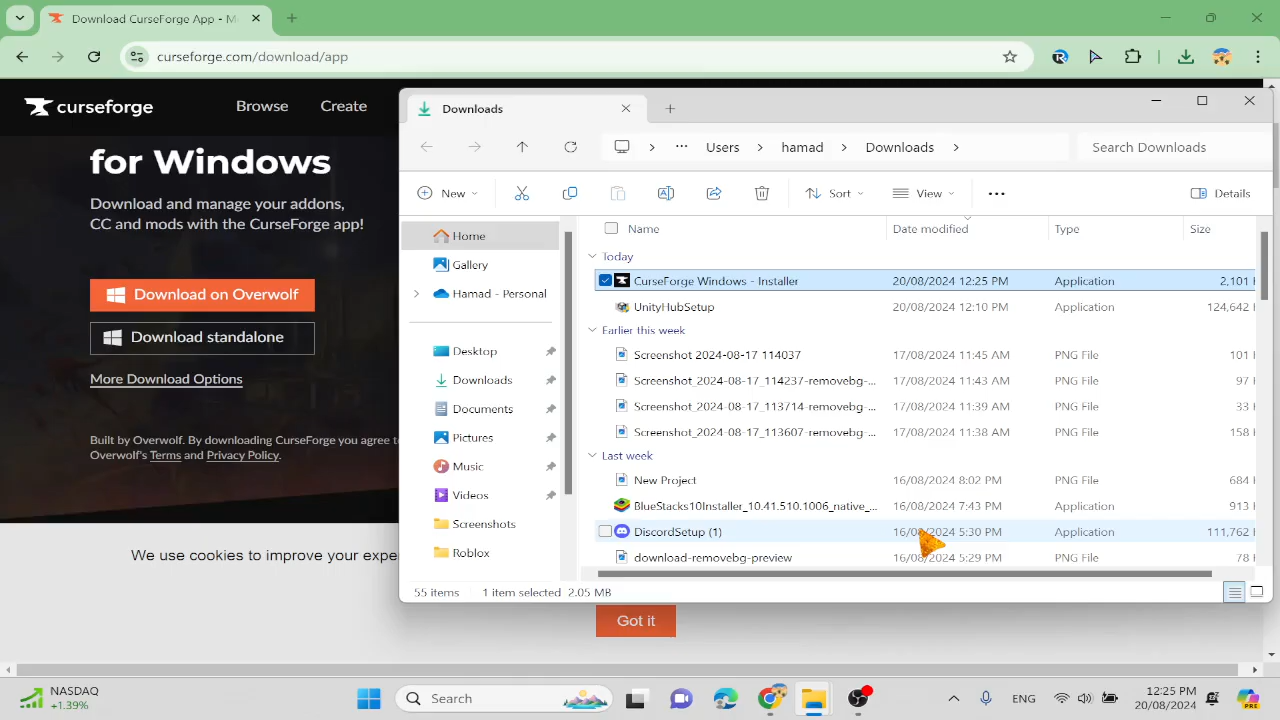 Download CurseForge App - M
curseforge.com/download/app
curseforge
Browse
Create
for Windows
Download and manage your addons,
CC and mods with the CurseForge app!
Download on Overwolf
Download standalone
More Download Options
Built by Overwolf. By downloading CurseForge you agree to
Overwolf's Terms and Privacy Policy.
We use cookies to improve your expe
Got it
Downloads
Users
hamad
Downloads
Search Downloads
New
Sort
View
Details
Home
Gallery
Hamad - Personal
Desktop
Downloads
Documents
Pictures
Music
Videos
Screenshots
Roblox
Name Date modified Type Size
Today
CurseForge Windows - Installer 20/08/2024 12:25 PM Application 2,101
UnityHubSetup 20/08/2024 12:10 PM Application 124,642
Earlier this week
Screenshot 2024-08-17 114037 17/08/2024 11:45 AM PNG File 101
Screenshot_2024-08-17_114237-removebg-... 17/08/2024 11:43 AM PNG File 97
Screenshot_2024-08-17_113714-removebg-... 17/08/2024 11:39 AM PNG File 33
Screenshot_2024-08-17_113607-removebg-... 17/08/2024 11:38 AM PNG File 158
Last week
New Project 16/08/2024 8:02 PM PNG File 684
BlueStacks10Installer_10.41.510.1006_native_... 16/08/2024 7:43 PM Application 913
DiscordSetup (1) 16/08/2024 5:30 PM Application 111,762
download-removebg-preview 16/08/2024 5:29 PM PNG File 78
55 items 1 item selected 2.05 MB
NASDAQ
+1.39%
Search
ENG
12:25 PM
20/08/2024
PRE